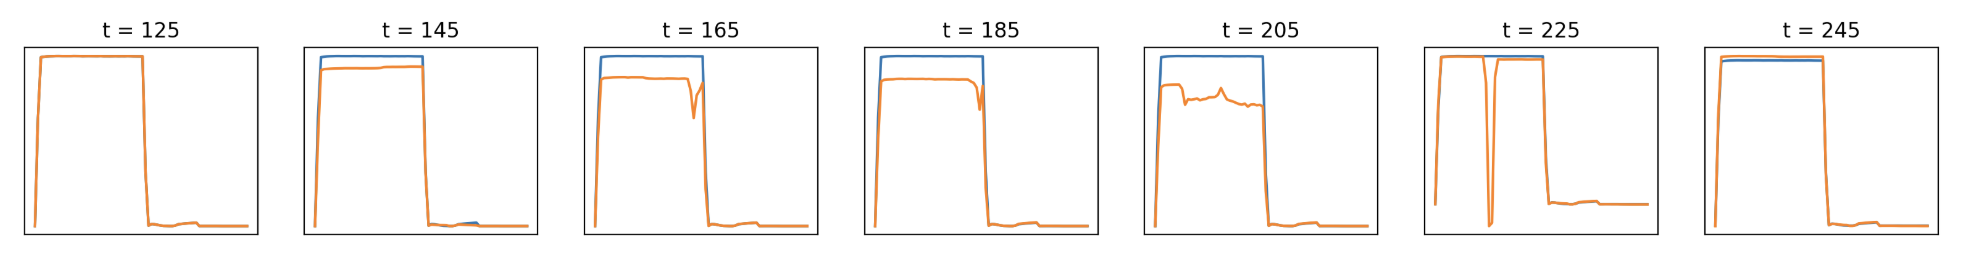 t = 125
t = 145
t = 165
t = 185
t = 205
t = 225
t = 245